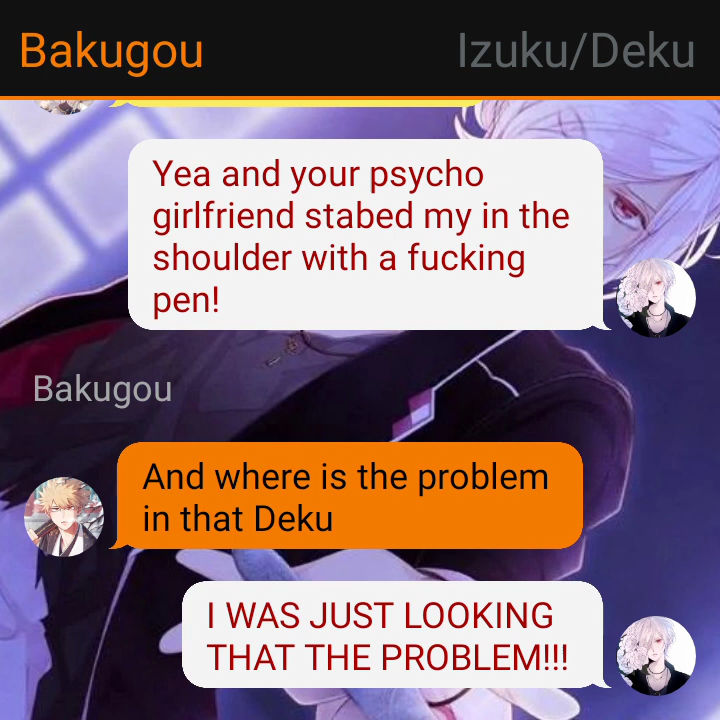 Bakugou
Izuku/Deku
Yea and your psycho
girlfriend stabed my in the
shoulder with a fucking
pen!
Bakugou
And where is the problem
in that Deku
I WAS JUST LOOKING
THAT THE PROBLEM!!!